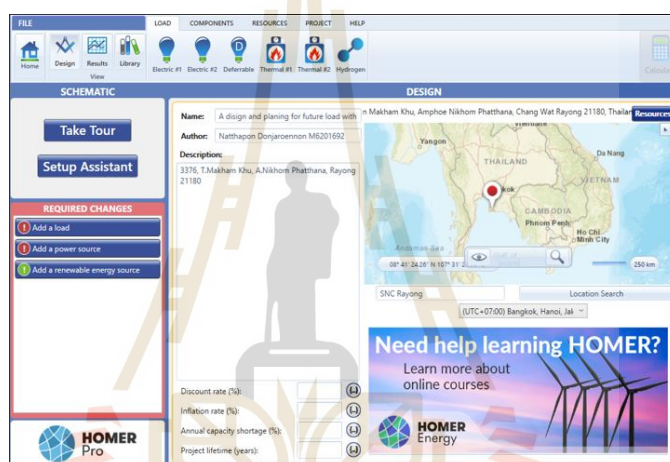 FILE
LOAD
COMPONENTS
RESOURCES
PROJECT
HELP
Home
Design
Results
Library
View
Electric #1
Electric #2
Deferrable
Thermal #1
Thermal #2
Hydrogen
Calculate
SCHEMATIC
DESIGN
Take Tour
Setup Assistant
REQUIRED CHANGES
Add a load
Add a power source
Add a renewable energy source
HOMER
Pro
Name:
A disign and planing for future load with
Author:
Natthapon Donjaroennon M6201692
Description:
3376, T.Makham Khu, A.Nikhom Phatthana, Rayong
21180
Discount rate (%):
Inflation rate (%):
Annual capacity shortage (%):
Project lifetime (years):
n Makham Khu, Amphoe Nikhom Phatthana, Chang Wat Rayong 21180, Thailan
Resources
Yangon
THAILAND
Da Nang
VIETNAM
CAMBODIA
Phnom Penh
Ho Chi
Minh City
Andaman Sea
250 km
SNC Rayong
Location Search
(UTC+07:00) Bangkok, Hanoi, Jak
Need help learning HOMER?
Learn more about
online courses
HOMER
Energy